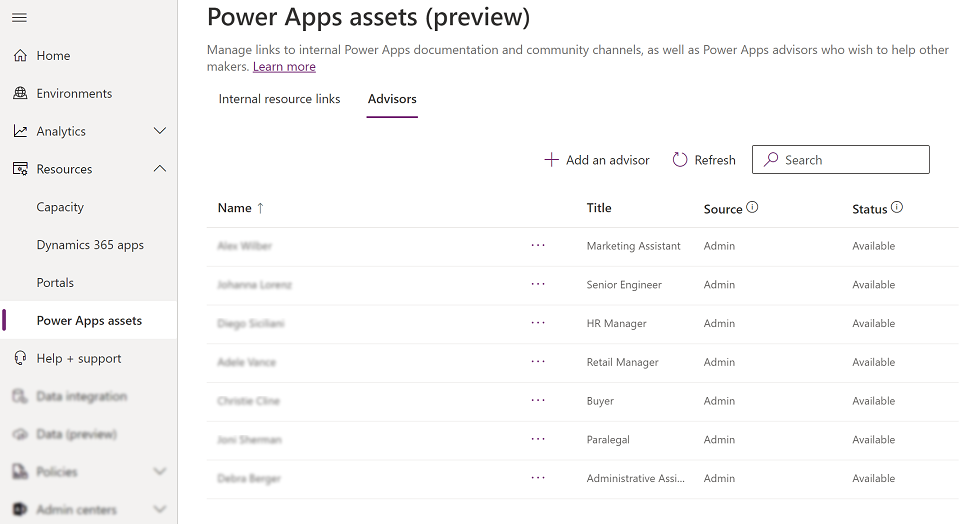 Power Apps assets (preview)
Manage links to internal Power Apps documentation and community channels, as well as Power Apps advisors who wish to help other
makers. Learn more
Internal resource links Advisors
Add an advisor Refresh Search
Name ↑ Title Source Status
Alex Wilber ... Marketing Assistant Admin Available
Johanna Lorenz ... Senior Engineer Admin Available
Diego Siciliani ... HR Manager Admin Available
Adele Vance ... Retail Manager Admin Available
Christie Cline ... Buyer Admin Available
Joni Sherman ... Paralegal Admin Available
Debra Berger ... Administrative Assi... Admin Available
Home
Environments
Analytics
Resources
Capacity
Dynamics 365 apps
Portals
Power Apps assets
Help + support
Data integration
Data (preview)
Policies
Admin centers